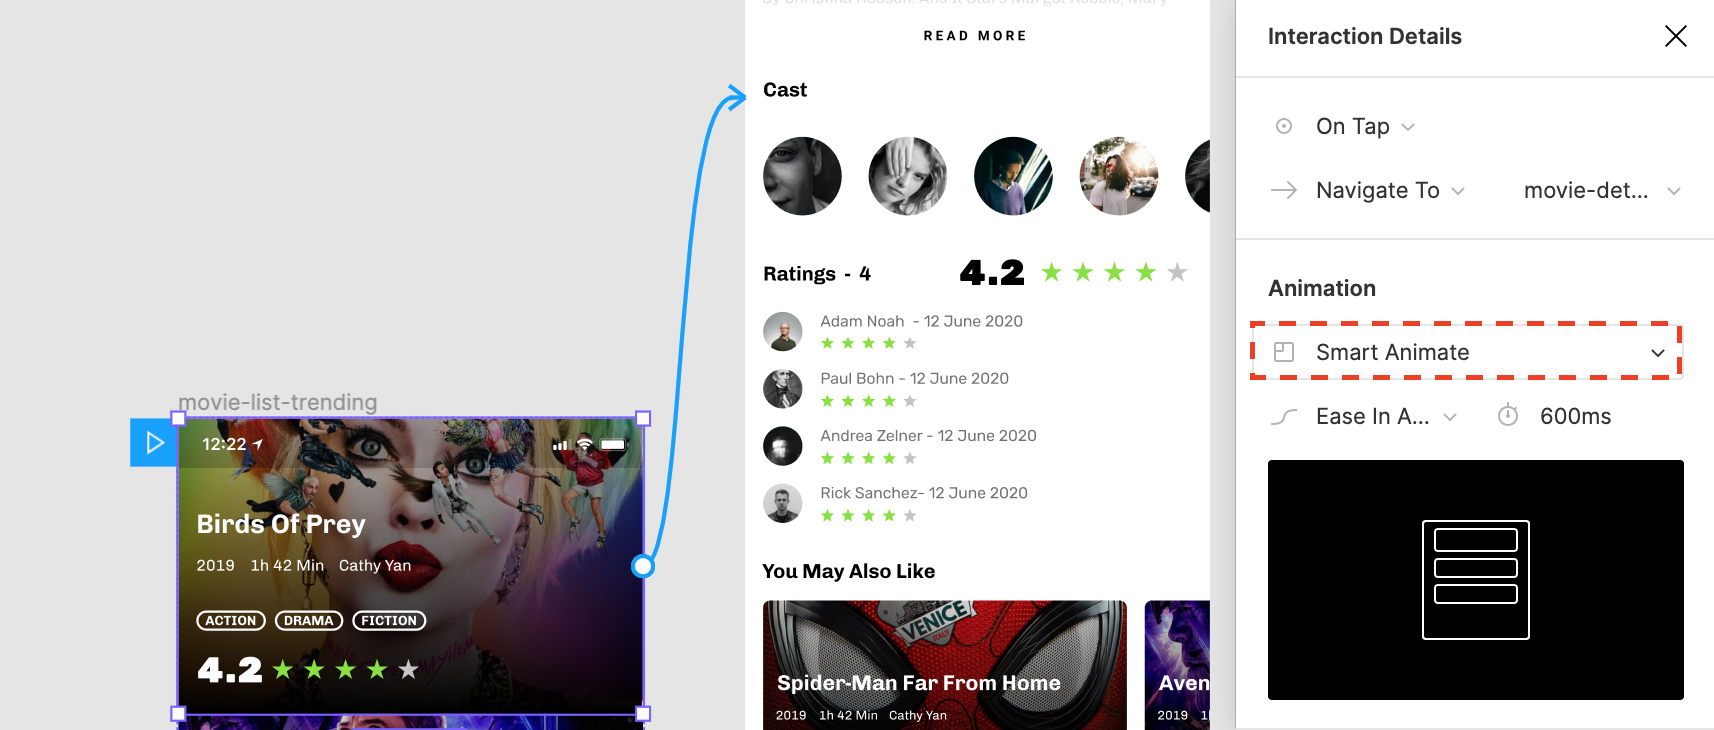 READ MORE
Cast
Ratings - 4
4.2
Adam Noah - 12 June 2020
Paul Bohn - 12 June 2020
Andrea Zelner - 12 June 2020
Rick Sanchez- 12 June 2020
You May Also Like
VENICE
ITALY
Spider-Man Far From Home
2019 1h 42 Min Cathy Yan
Aven
2019
movie-list-trending
12:22
Birds Of Prey
2019 1h 42 Min Cathy Yan
ACTION DRAMA FICTION
4.2
Interaction Details
On Tap
Navigate To movie-det...
Animation
Smart Animate
Ease In A... 600ms